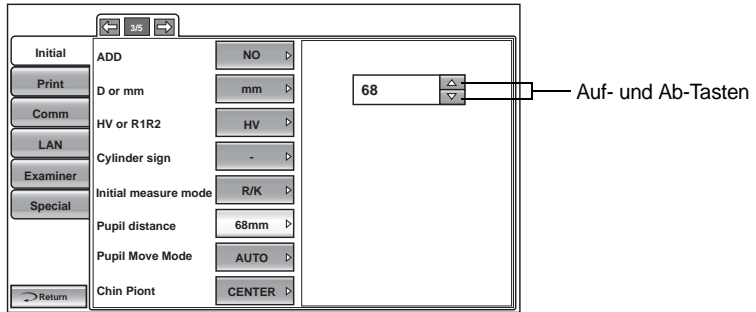 3/5
Initial
Print
Comm
LAN
Examiner
Special
Return
ADD NO
D or mm mm
HV or R1R2 HV
Cylinder sign -
Initial measure mode R/K
Pupil distance 68mm
Pupil Move Mode AUTO
Chin Piont CENTER
68
Auf- und Ab-Tasten